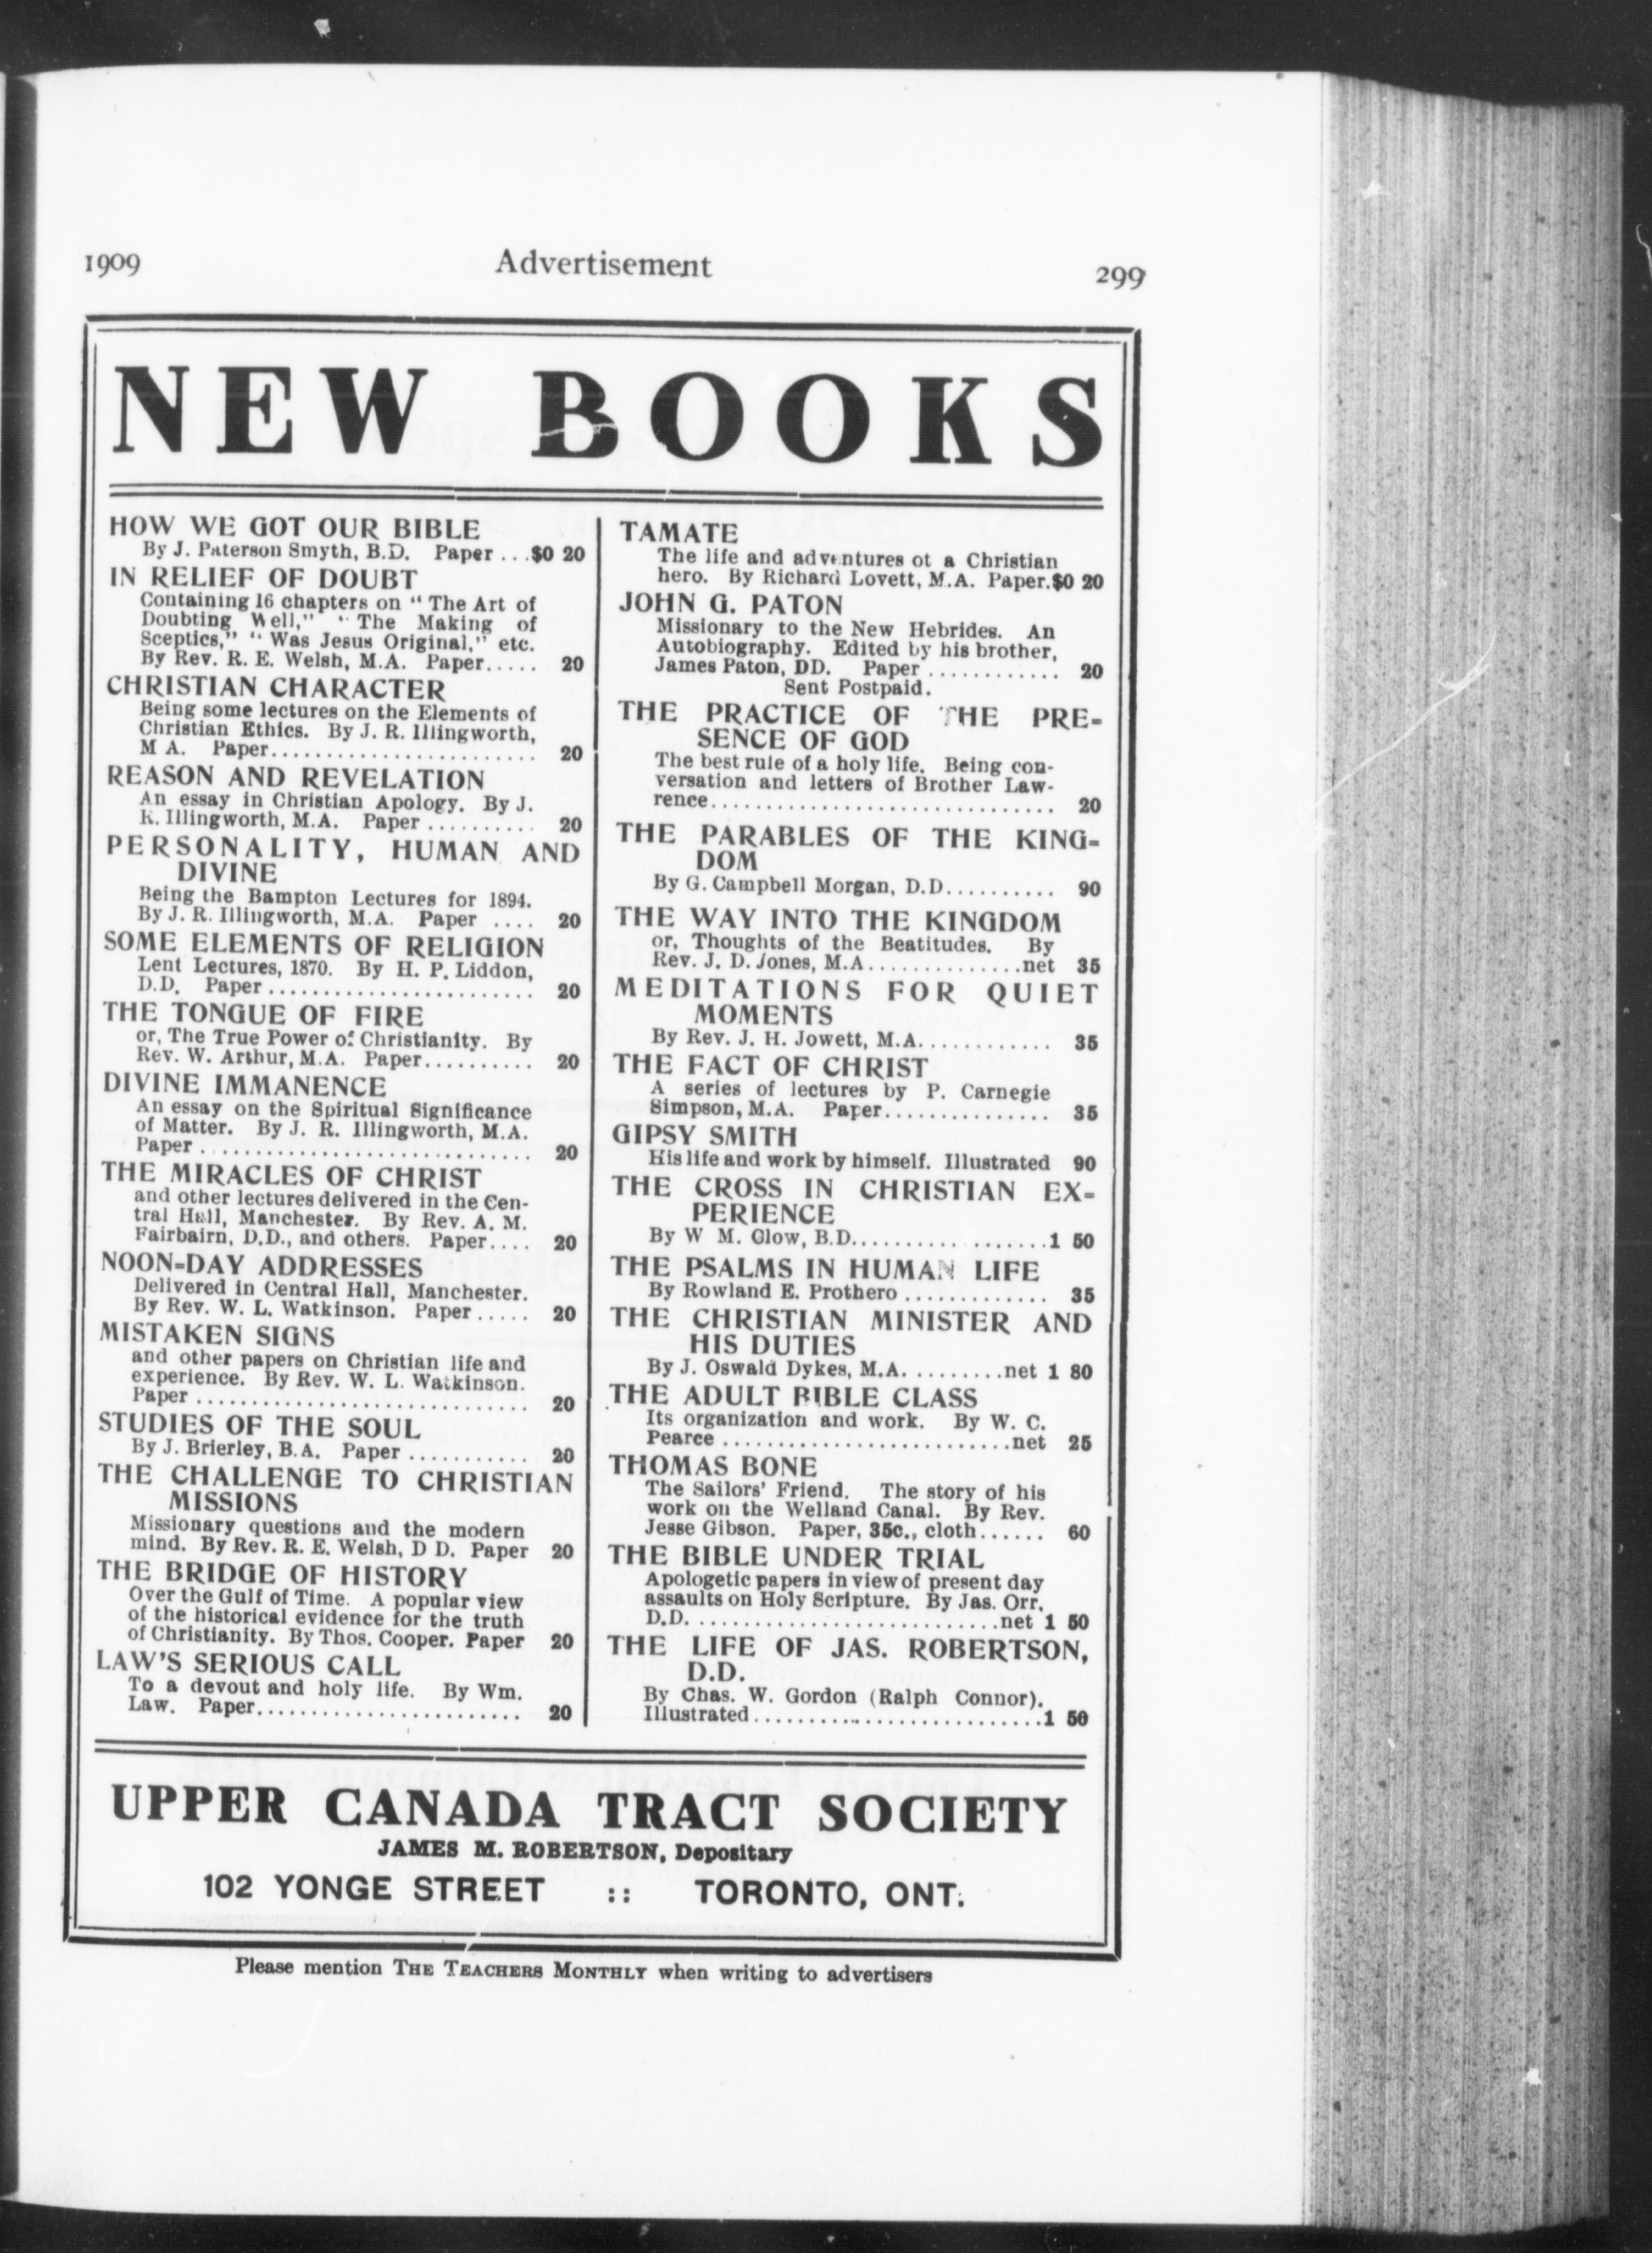 1909
Advertisement
299
NEW BOOKS
HOW WE GOT OUR BIBLE
By J. Paterson Smyth, B.D. Paper ...$0 20
IN RELIEF OF DOUBT
Containing 16 chapters on "The Art of
Doubting Well," "The Making of
Sceptics," "Was Jesus Original," etc.
By Rev. R. E. Welsh, M.A. Paper..... 20
CHRISTIAN CHARACTER
Being some lectures on the Elements of
Christian Ethics. By J. R. Illingworth,
M A. Paper........................ 20
REASON AND REVELATION
An essay in Christian Apology. By J.
R. Illingworth, M.A. Paper .......... 20
PERSONALITY, HUMAN AND
DIVINE
Being the Bampton Lectures for 1894.
By J. R. Illingworth, M.A. Paper .... 20
SOME ELEMENTS OF RELIGION
Lent Lectures, 1870. By H. P. Liddon,
D.D. Paper ........................ 20
THE TONGUE OF FIRE
or, The True Power of Christianity. By
Rev. W. Arthur, M.A. Paper.......... 20
DIVINE IMMANENCE
An essay on the Spiritual Significance
of Matter. By J. R. Illingworth, M.A.
Paper .............................. 20
THE MIRACLES OF CHRIST
and other lectures delivered in the Cen-
tral Hall, Manchester. By Rev. A. M.
Fairbairn, D.D., and others. Paper.... 20
NOON-DAY ADDRESSES
Delivered in Central Hall, Manchester.
By Rev. W. L. Watkinson. Paper ..... 20
MISTAKEN SIGNS
and other papers on Christian life and
experience. By Rev. W. L. Watkinson.
Paper .............................. 20
STUDIES OF THE SOUL
By J. Brierley, B.A. Paper ........... 20
THE CHALLENGE TO CHRISTIAN
MISSIONS
Missionary questions and the modern
mind. By Rev. R. E. Welsh, D D. Paper 20
THE BRIDGE OF HISTORY
Over the Gulf of Time. A popular view
of the historical evidence for the truth
of Christianity. By Thos. Cooper. Paper 20
LAW'S SERIOUS CALL
To a devout and holy life. By Wm.
Law. Paper........................ 20
TAMATE
The life and adventures ot a Christian
hero. By Richard Lovett, M.A. Paper.$0 20
JOHN G. PATON
Missionary to the New Hebrides. An
Autobiography. Edited by his brother,
James Paton, DD. Paper ............ 20
Sent Postpaid.
THE PRACTICE OF THE PRE-
SENCE OF GOD
The best rule of a holy life. Being con-
versation and letters of Brother Law-
rence............................... 20
THE PARABLES OF THE KING-
DOM
By G. Campbell Morgan, D.D.......... 90
THE WAY INTO THE KINGDOM
or, Thoughts of the Beatitudes. By
Rev. J. D. Jones, M.A..............net 35
MEDITATIONS FOR QUIET
MOMENTS
By Rev. J. H. Jowett, M.A............ 35
THE FACT OF CHRIST
A series of lectures by P. Carnegie
Simpson, M.A. Paper............... 35
GIPSY SMITH
His life and work by himself. Illustrated 90
THE CROSS IN CHRISTIAN EX-
PERIENCE
By W M. Clow, B.D.......... .......1 50
THE PSALMS IN HUMAN LIFE
By Rowland E. Prothero ............. 35
THE CHRISTIAN MINISTER AND
HIS DUTIES
By J. Oswald Dykes, M.A. ........net 1 80
THE ADULT BIBLE CLASS
Its organization and work. By W. C.
Pearce ..........................net 25
THOMAS BONE
The Sailors' Friend. The story of his
work on the Welland Canal. By Rev.
Jesse Gibson. Paper, 35c., cloth...... 60
THE BIBLE UNDER TRIAL
Apologetic papers in view of present day
assaults on Holy Scripture. By Jas. Orr,
D.D. ............................net 1 50
THE LIFE OF JAS. ROBERTSON,
D.D.
By Chas. W. Gordon (Ralph Connor).
Illustrated..........................1 50
UPPER CANADA TRACT SOCIETY
JAMES M. ROBERTSON, Depositary
102 YONGE STREET :: TORONTO, ONT.
Please mention THE TEACHERS MONTHLY when writing to advertisers